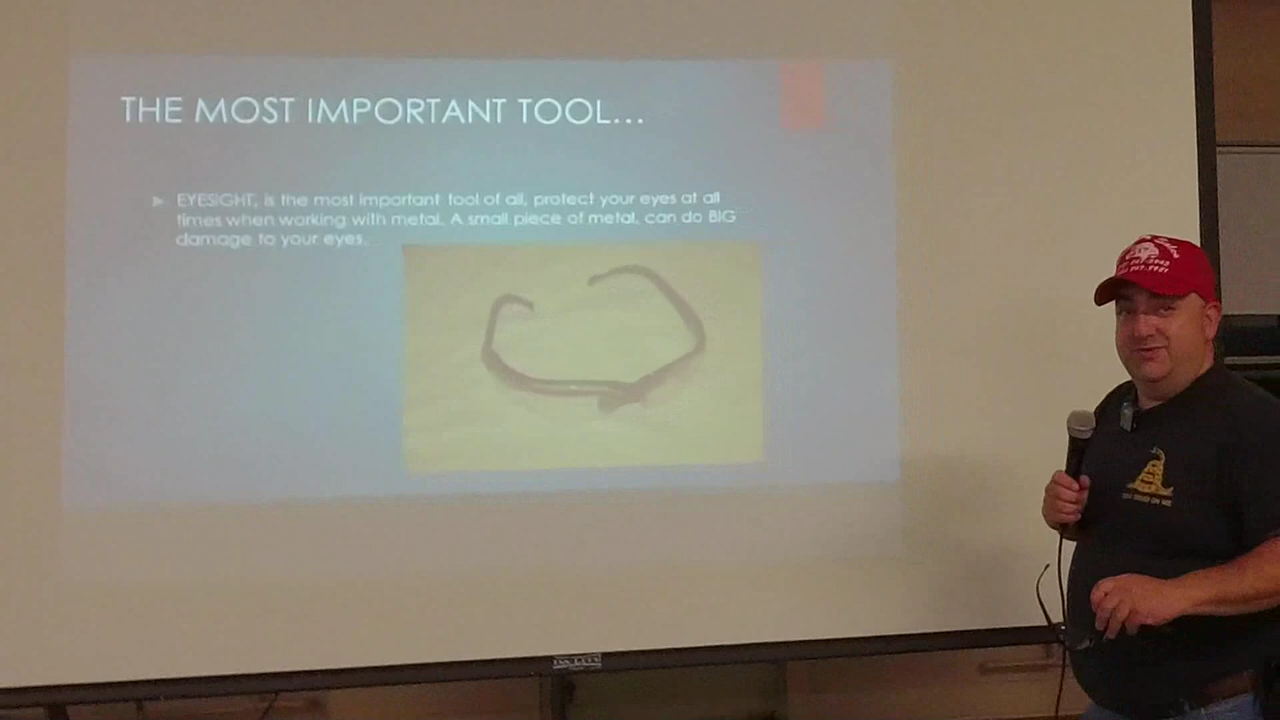 THE MOST IMPORTANT TOOL...
EYESIGHT, is the most important tool of all, protect your eyes at all
times when working with metal. A small piece of metal, can do BIG
damage to your eyes.